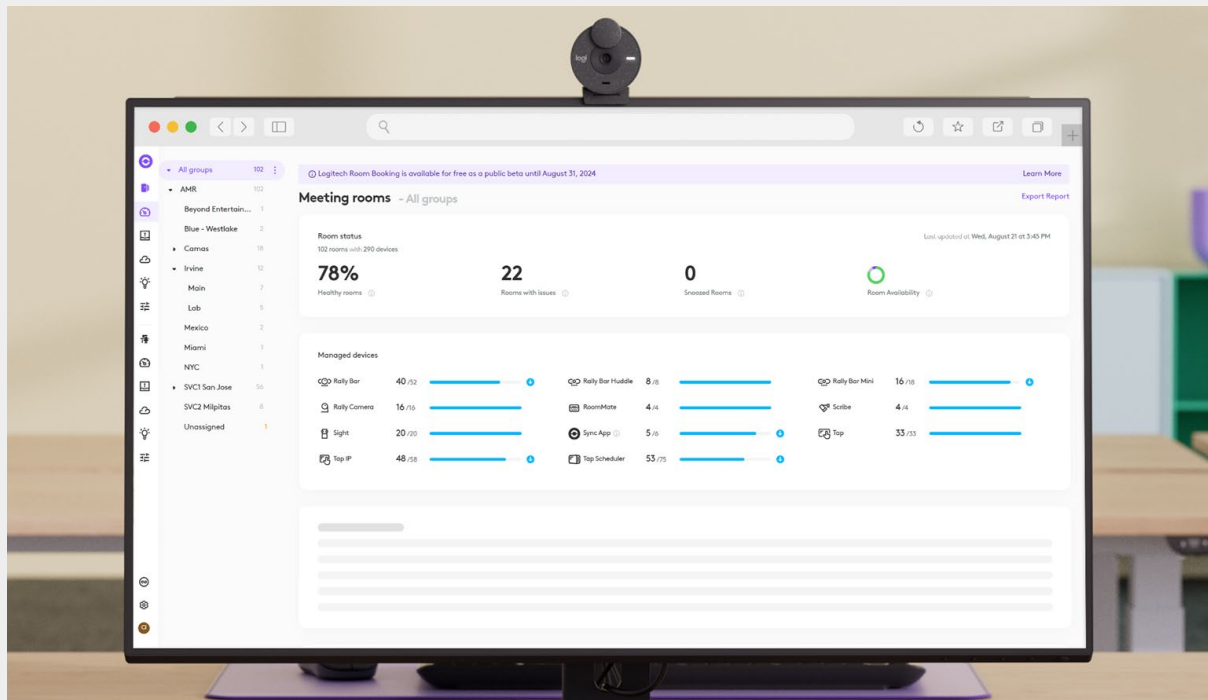 logi
All groups 102
AMR 102
Beyond Entertain... 1
Blue - Westlake 2
Camas 18
Irvine 12
Main 7
Lab 5
Mexico 2
Miami 1
NYC 1
SVC1 San Jose 56
SVC2 Milpitas 8
Unassigned 1
Logitech Room Booking is available for free as a public beta until August 31, 2024 Learn More
Meeting rooms - All groups Export Report
Room status Last updated at Wed, August 21 at 3:45 PM
102 rooms with 290 devices
78% 22 0
Healthy rooms Rooms with issues Snoozed Rooms Room Availability
Managed devices
Rally Bar 40 /52 Rally Bar Huddle 8 /8 Rally Bar Mini 16 /18
Rally Camera 16 /16 RoomMate 4 /4 Scribe 4 /4
Sight 20 /20 Sync App 5 /6 Tap 33 /33
Tap IP 48 /58 Tap Scheduler 53 /75